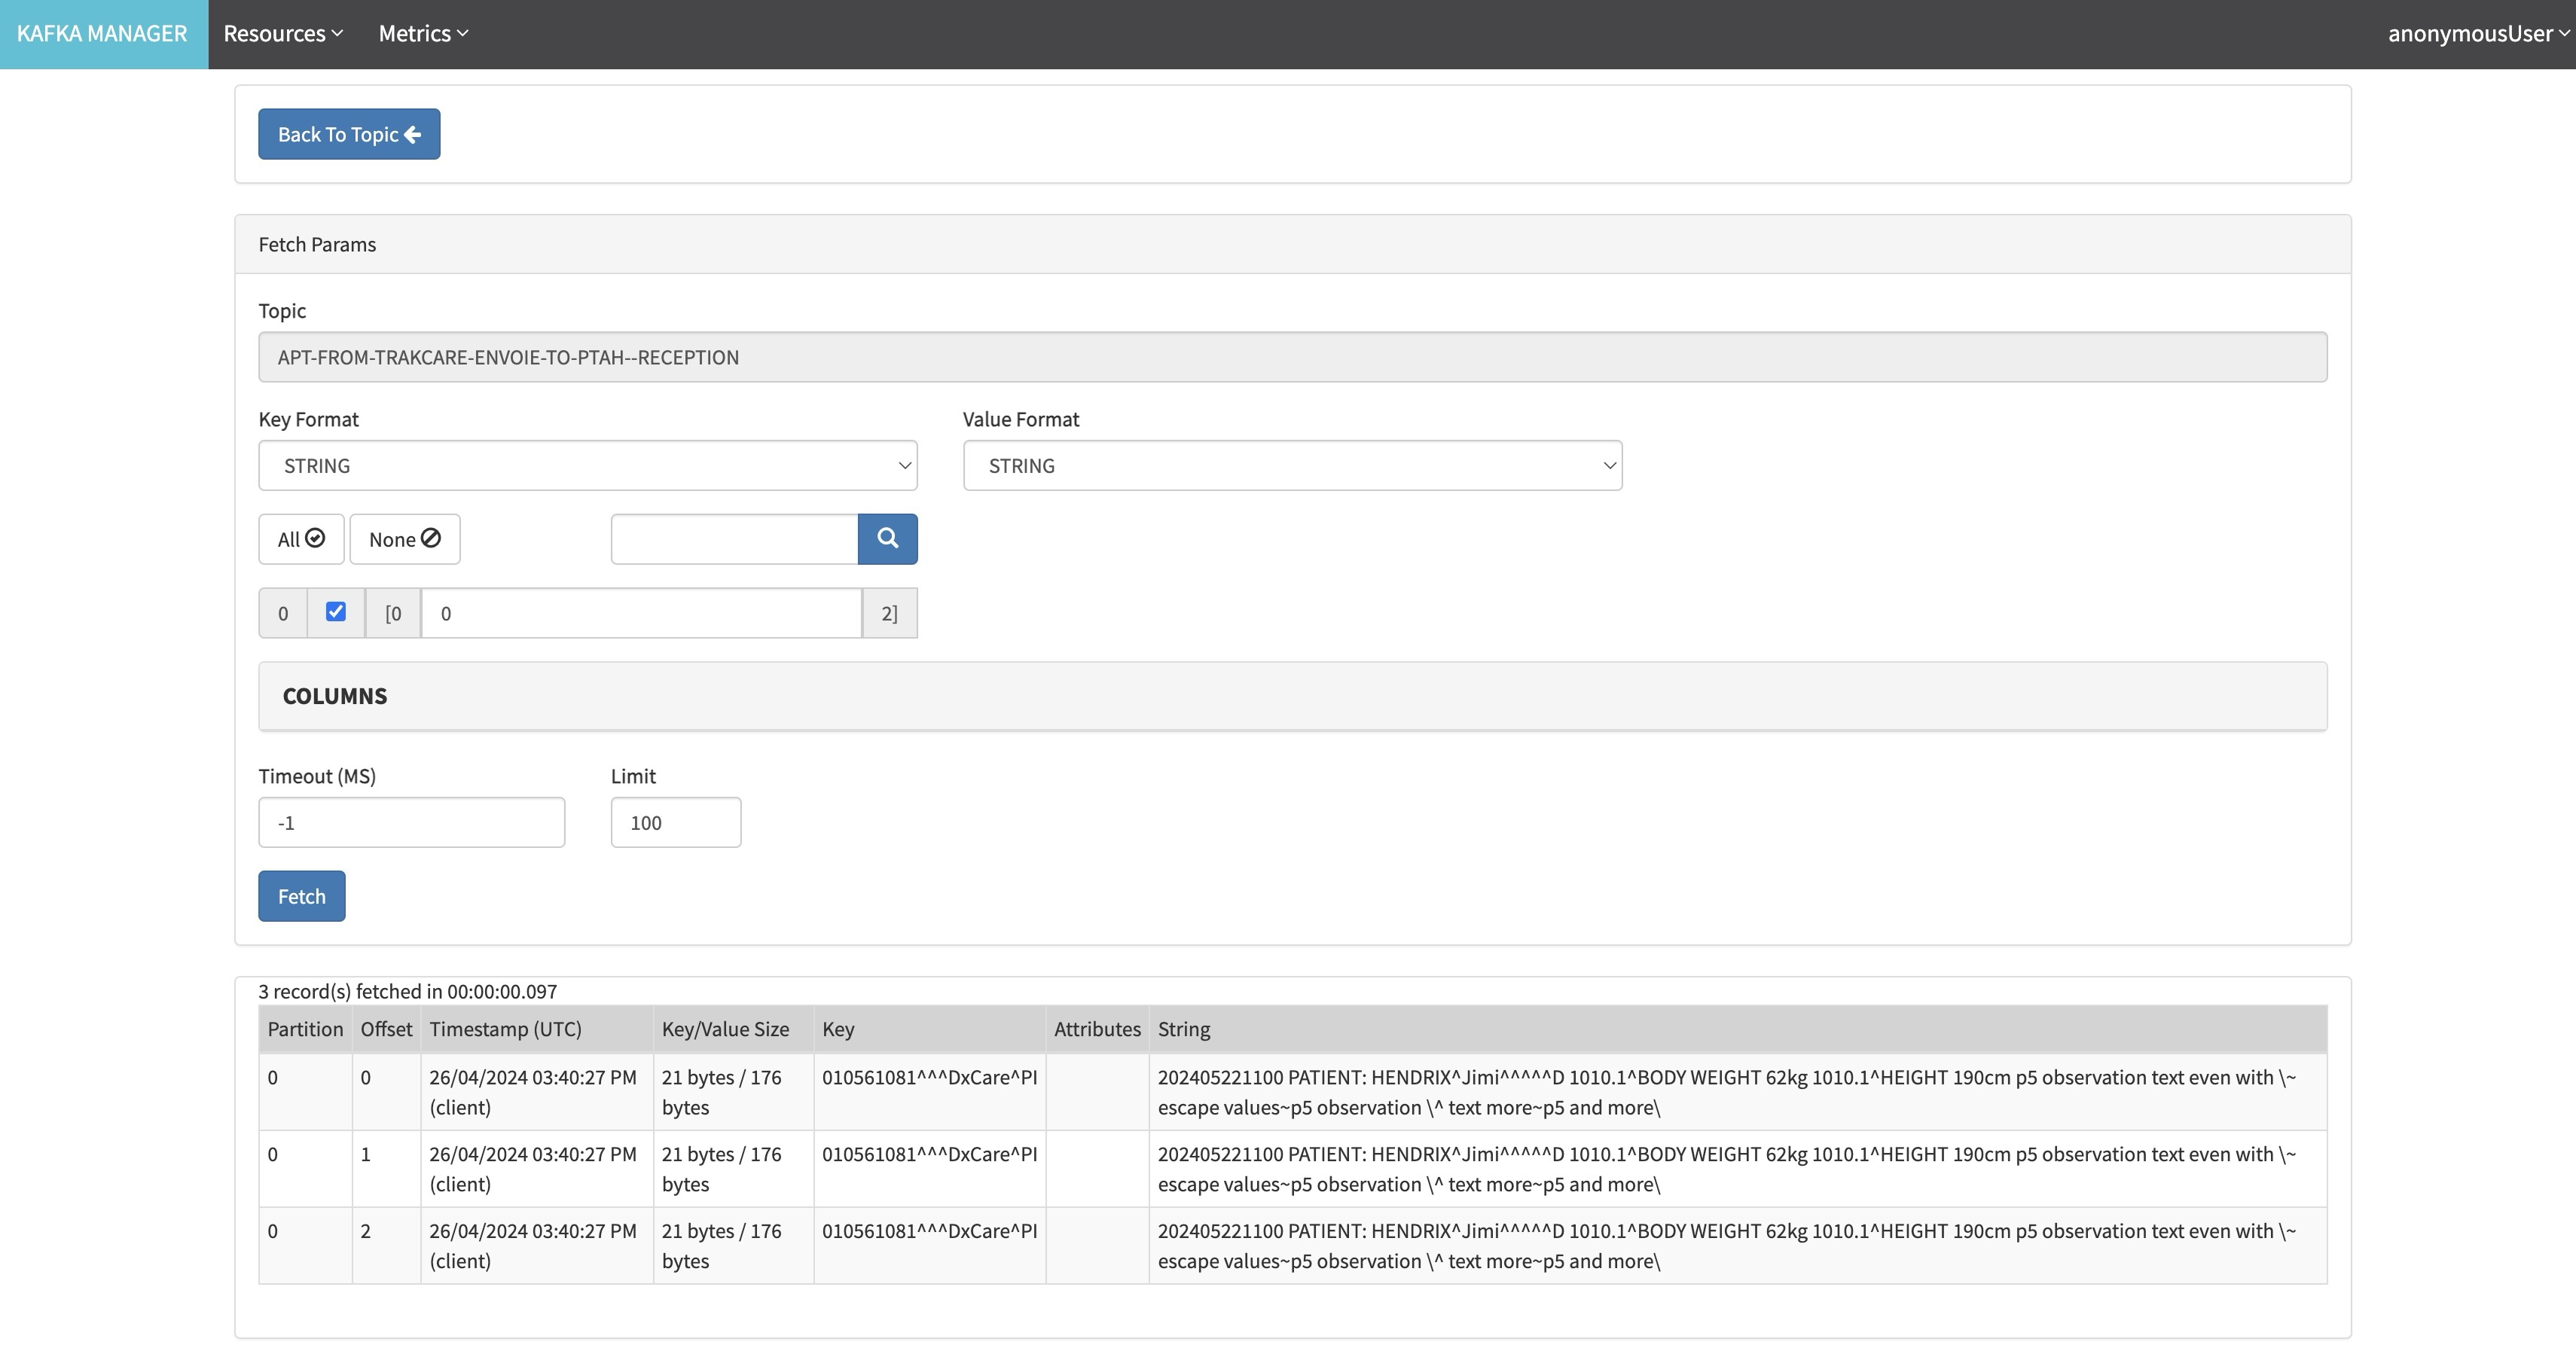 KAFKA MANAGER Resources Metrics anonymousUser
Back To Topic
Fetch Params
Topic
APT-FROM-TRAKCARE-ENVOIE-TO-PTAH--RECEPTION
Key Format Value Format
STRING STRING
All None
0 [0 0 2]
COLUMNS
Timeout (MS) Limit
-1 100
Fetch
3 record(s) fetched in 00:00:00.097
Partition Offset Timestamp (UTC) Key/Value Size Key Attributes String
0 0 26/04/2024 03:40:27 PM 21 bytes / 176 010561081^^^DxCare^PI 202405221100 PATIENT: HENDRIX^Jimi^^^^^D 1010.1^BODY WEIGHT 62kg 1010.1^HEIGHT 190cm p5 observation text even with \~
(client) bytes escape values~p5 observation \^ text more~p5 and more\
0 1 26/04/2024 03:40:27 PM 21 bytes / 176 010561081^^^DxCare^PI 202405221100 PATIENT: HENDRIX^Jimi^^^^^D 1010.1^BODY WEIGHT 62kg 1010.1^HEIGHT 190cm p5 observation text even with \~
(client) bytes escape values~p5 observation \^ text more~p5 and more\
0 2 26/04/2024 03:40:27 PM 21 bytes / 176 010561081^^^DxCare^PI 202405221100 PATIENT: HENDRIX^Jimi^^^^^D 1010.1^BODY WEIGHT 62kg 1010.1^HEIGHT 190cm p5 observation text even with \~
(client) bytes escape values~p5 observation \^ text more~p5 and more\